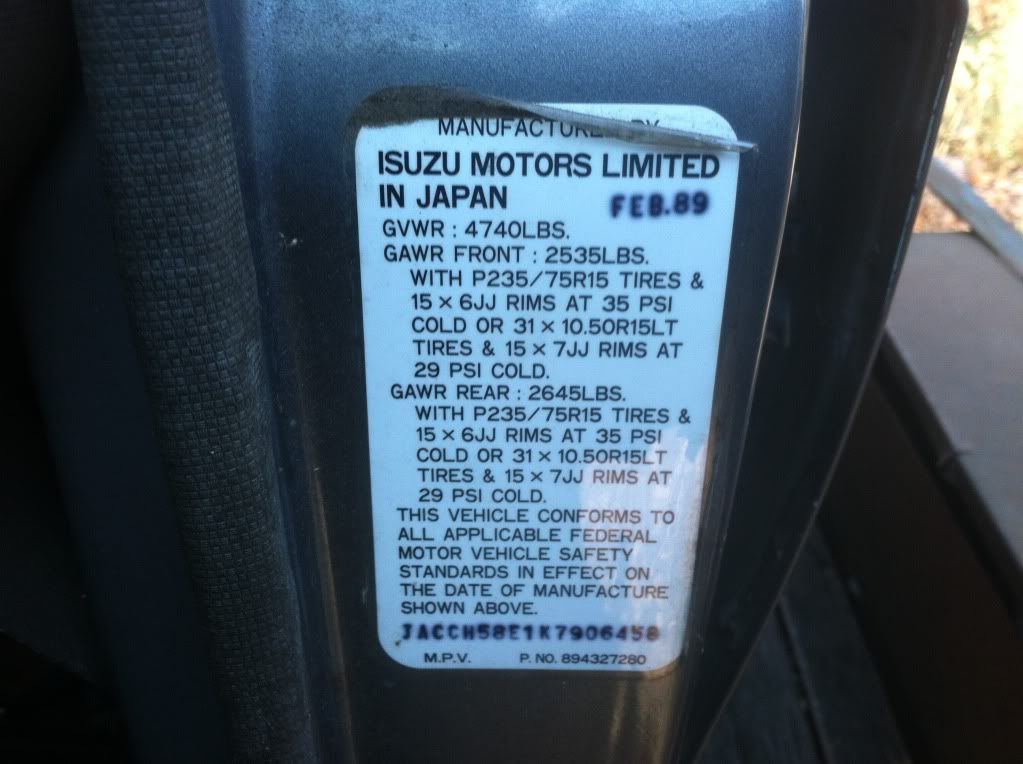 MANUFACTURED BY
ISUZU MOTORS LIMITED
IN JAPAN FEB.89
GVWR : 4740LBS.
GAWR FRONT : 2535LBS.
WITH P235/75R15 TIRES &
15 × 6JJ RIMS AT 35 PSI
COLD OR 31 × 10.50R15LT
TIRES & 15 × 7JJ RIMS AT
29 PSI COLD.
GAWR REAR : 2645LBS.
WITH P235/75R15 TIRES &
15 × 6JJ RIMS AT 35 PSI
COLD OR 31 × 10.50R15LT
TIRES & 15 × 7JJ RIMS AT
29 PSI COLD.
THIS VEHICLE CONFORMS TO
ALL APPLICABLE FEDERAL
MOTOR VEHICLE SAFETY
STANDARDS IN EFFECT ON
THE DATE OF MANUFACTURE
SHOWN ABOVE.
JACCH58E1K7906458
M.P.V. P. NO. 894327280